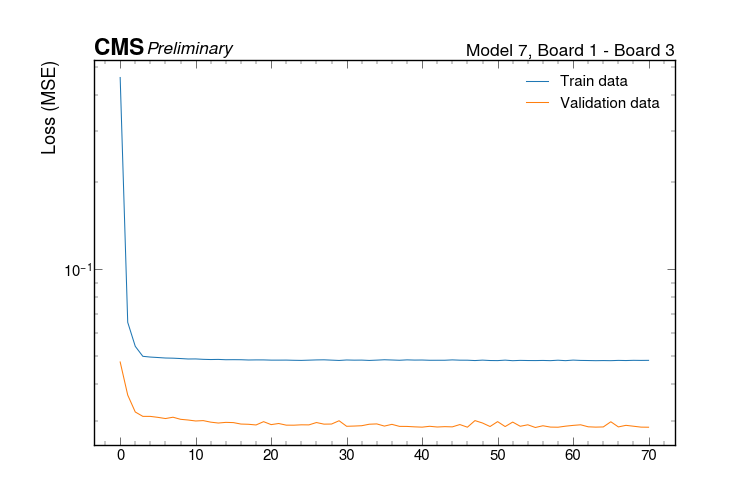 CMS Preliminary
Model 7, Board 1 - Board 3
Loss (MSE)
Train data
Validation data
10⁻¹
0 10 20 30 40 50 60 70